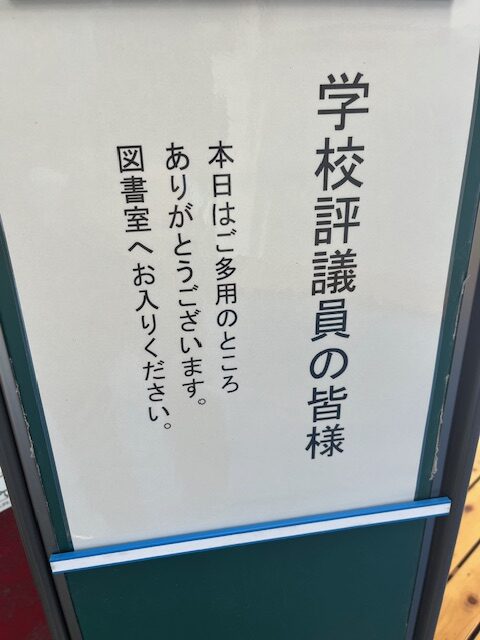 学校評議員の皆様
本日はご多用のところ
ありがとうございます。
図書室へお入りください。